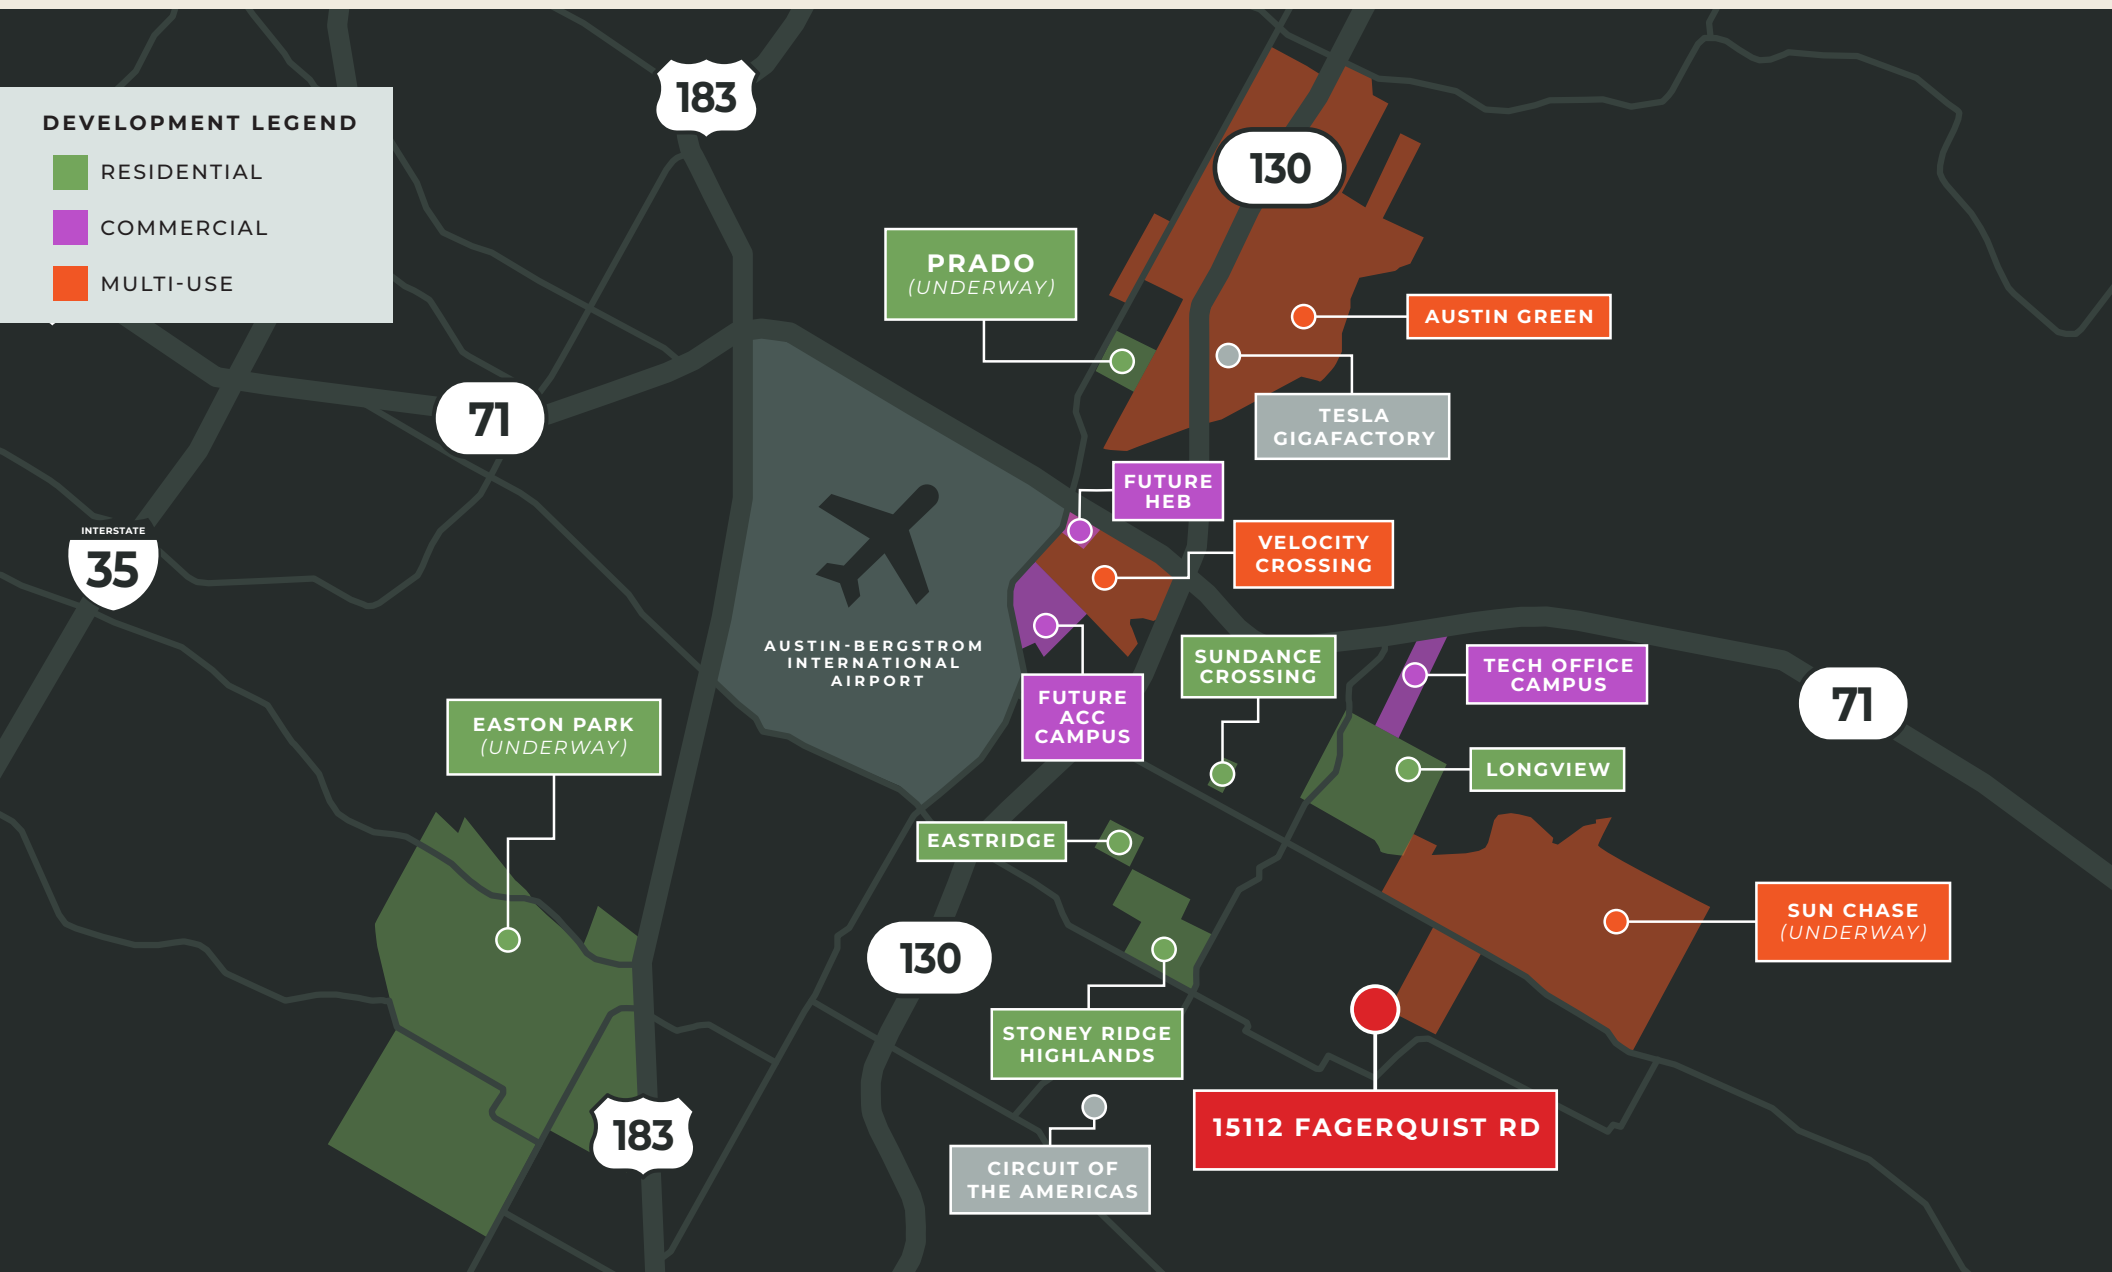 DEVELOPMENT LEGEND
RESIDENTIAL
COMMERCIAL
MULTI-USE
183
130
PRADO
(UNDERWAY)
AUSTIN GREEN
71
TESLA
GIGAFACTORY
FUTURE
HEB
INTERSTATE
35
VELOCITY
CROSSING
AUSTIN-BERGSTROM
INTERNATIONAL
AIRPORT
SUNDANCE
CROSSING
TECH OFFICE
CAMPUS
71
FUTURE
ACC
CAMPUS
EASTON PARK
(UNDERWAY)
LONGVIEW
EASTRIDGE
SUN CHASE
(UNDERWAY)
130
STONEY RIDGE
HIGHLANDS
183
15112 FAGERQUIST RD
CIRCUIT OF
THE AMERICAS